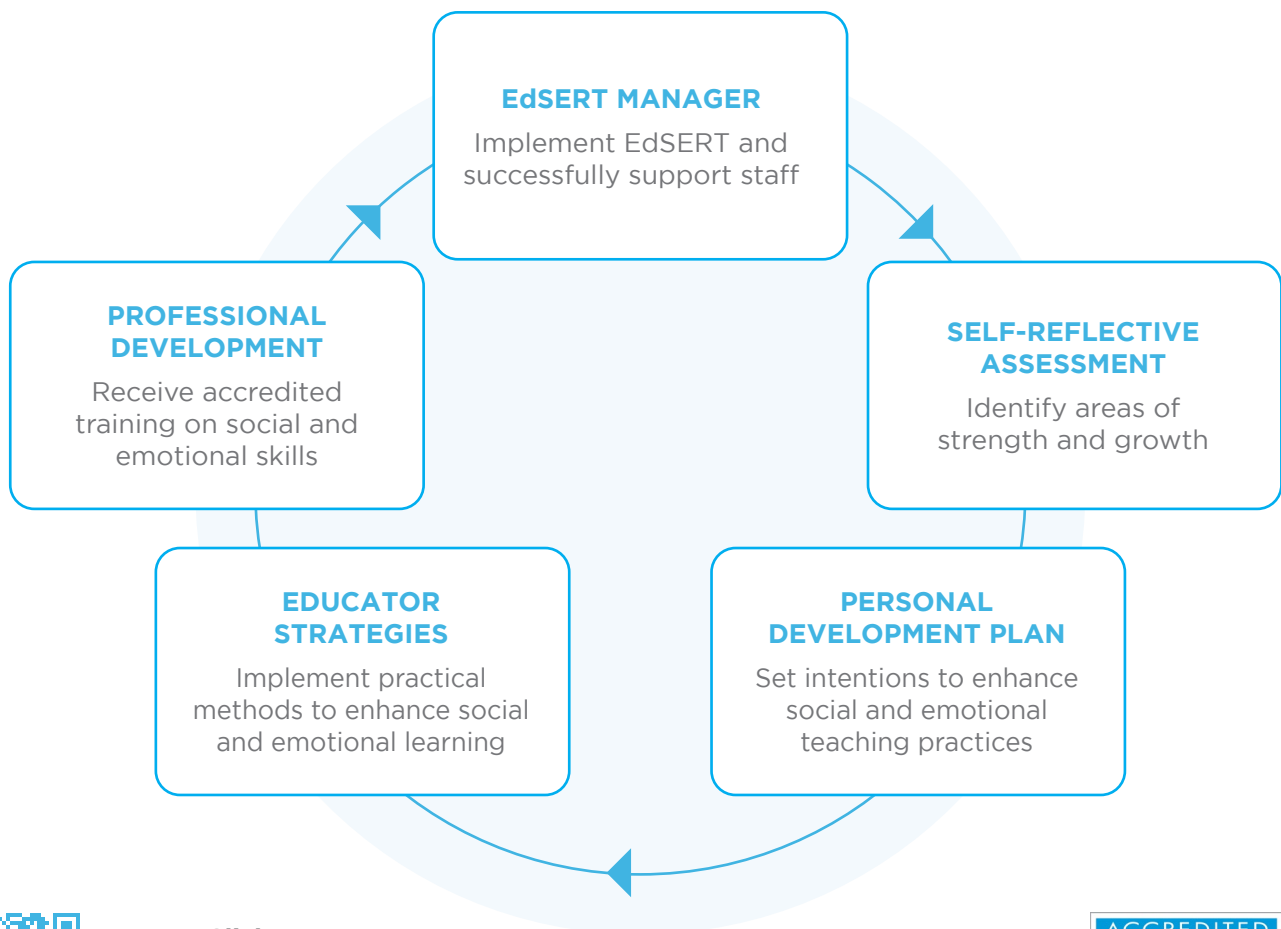 EdSERT MANAGER
Implement EdSERT and
successfully support staff
PROFESSIONAL
DEVELOPMENT
Receive accredited
training on social and
emotional skills
SELF-REFLECTIVE
ASSESSMENT
Identify areas of
strength and growth
EDUCATOR
STRATEGIES
Implement practical
methods to enhance social
and emotional learning
PERSONAL
DEVELOPMENT PLAN
Set intentions to enhance
social and emotional
teaching practices
ACCREDITED